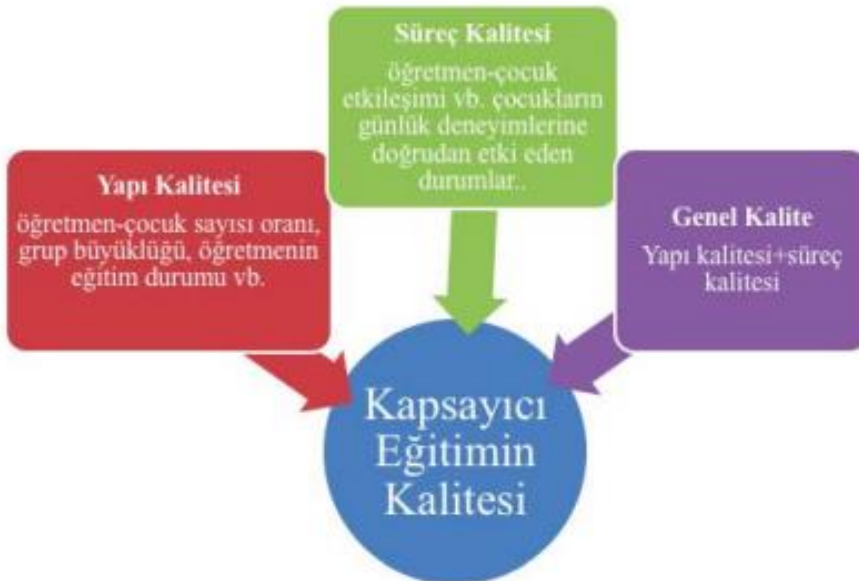 Yapı Kalitesi
öğretmen-çocuk sayısı oranı,
grup büyüklüğü, öğretmenin
eğitim durumu vb.
Süreç Kalitesi
öğretmen-çocuk
etkileşimi vb. çocukların
günlük deneyimlerine
doğrudan etki eden
durumlar..
Genel Kalite
Yapı kalitesi+süreç
kalitesi
Kapsayıcı
Eğitimin
Kalitesi